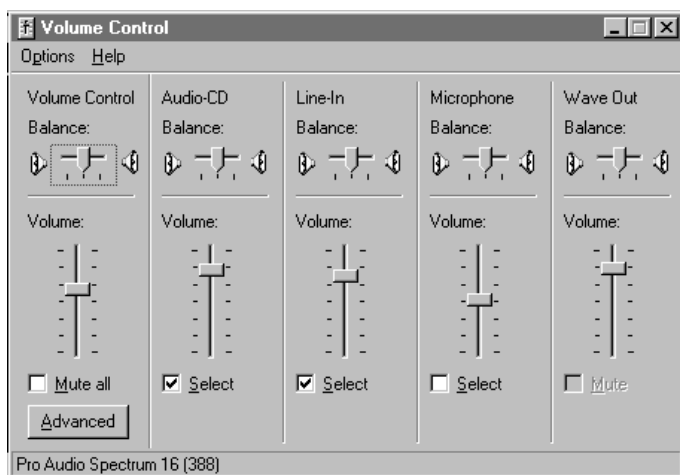 Volume Control
Options Help
Volume Control
Balance:
Volume:
Mute all
Advanced
Audio-CD
Balance:
Volume:
Select
Line-In
Balance:
Volume:
Select
Microphone
Balance:
Volume:
Select
Wave Out
Balance:
Volume:
Mute
Pro Audio Spectrum 16 (388)